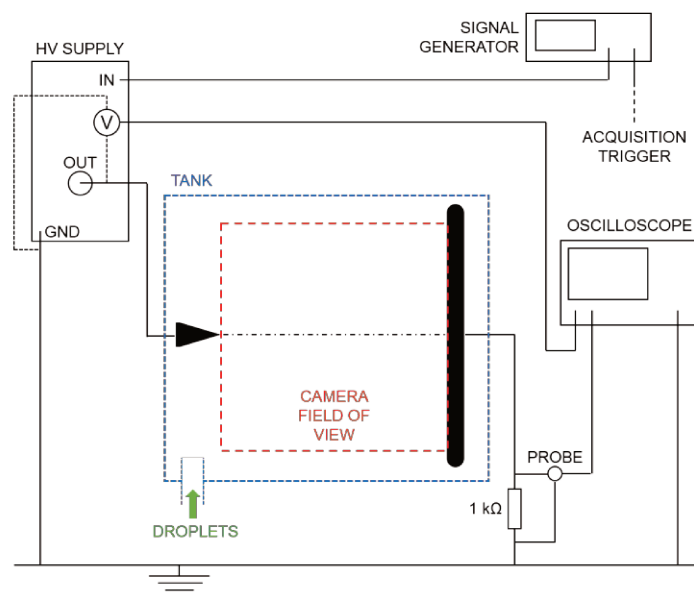 SIGNAL
GENERATOR
HV SUPPLY
IN
V
OUT
GND
ACQUISITION
TRIGGER
TANK
OSCILLOSCOPE
CAMERA
FIELD OF
VIEW
PROBE
1 kΩ
DROPLETS